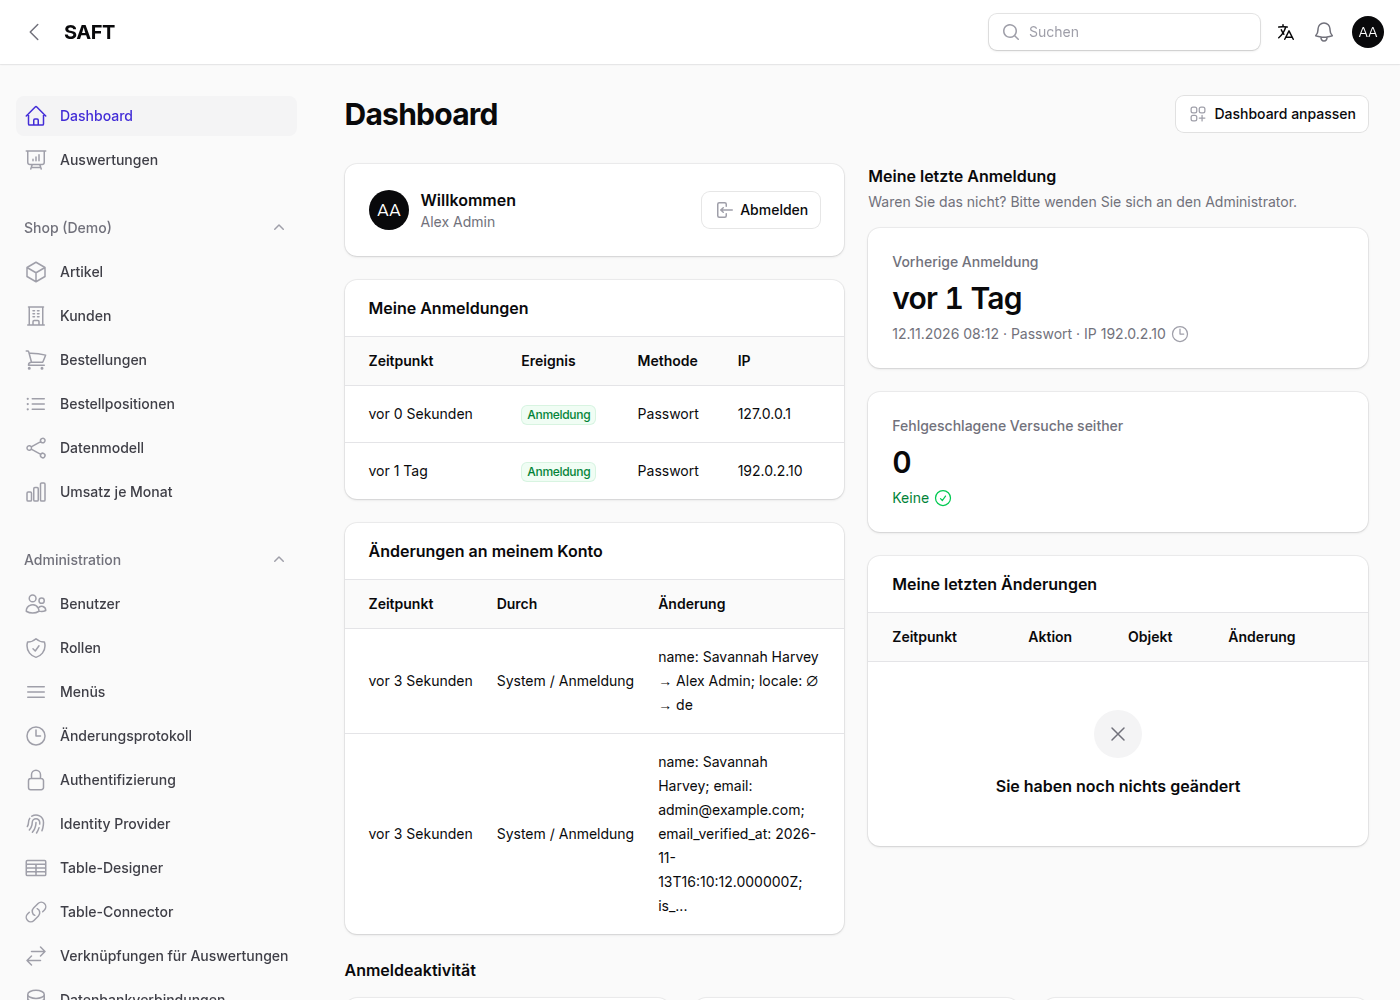 SAFT
Suchen
AA
Dashboard
Auswertungen
Shop (Demo)
Artikel
Kunden
Bestellungen
Bestellpositionen
Datenmodell
Umsatz je Monat
Administration
Benutzer
Rollen
Menüs
Änderungsprotokoll
Authentifizierung
Identity Provider
Table-Designer
Table-Connector
Verknüpfungen für Auswertungen
Datenbankverbindungen
Dashboard
Dashboard anpassen
AA
Willkommen
Alex Admin
Abmelden
Meine Anmeldungen
Zeitpunkt Ereignis Methode IP
vor 0 Sekunden Anmeldung Passwort 127.0.0.1
vor 1 Tag Anmeldung Passwort 192.0.2.10
Änderungen an meinem Konto
Zeitpunkt Durch Änderung
vor 3 Sekunden System / Anmeldung name: Savannah Harvey
→ Alex Admin; locale: ∅
→ de
vor 3 Sekunden System / Anmeldung name: Savannah
Harvey; email:
admin@example.com;
email_verified_at: 2026-
11-
13T16:10:12.000000Z;
is_...
Anmeldeaktivität
Meine letzte Anmeldung
Waren Sie das nicht? Bitte wenden Sie sich an den Administrator.
Vorherige Anmeldung
vor 1 Tag
12.11.2026 08:12 · Passwort · IP 192.0.2.10
Fehlgeschlagene Versuche seither
0
Keine
Meine letzten Änderungen
Zeitpunkt Aktion Objekt Änderung
Sie haben noch nichts geändert